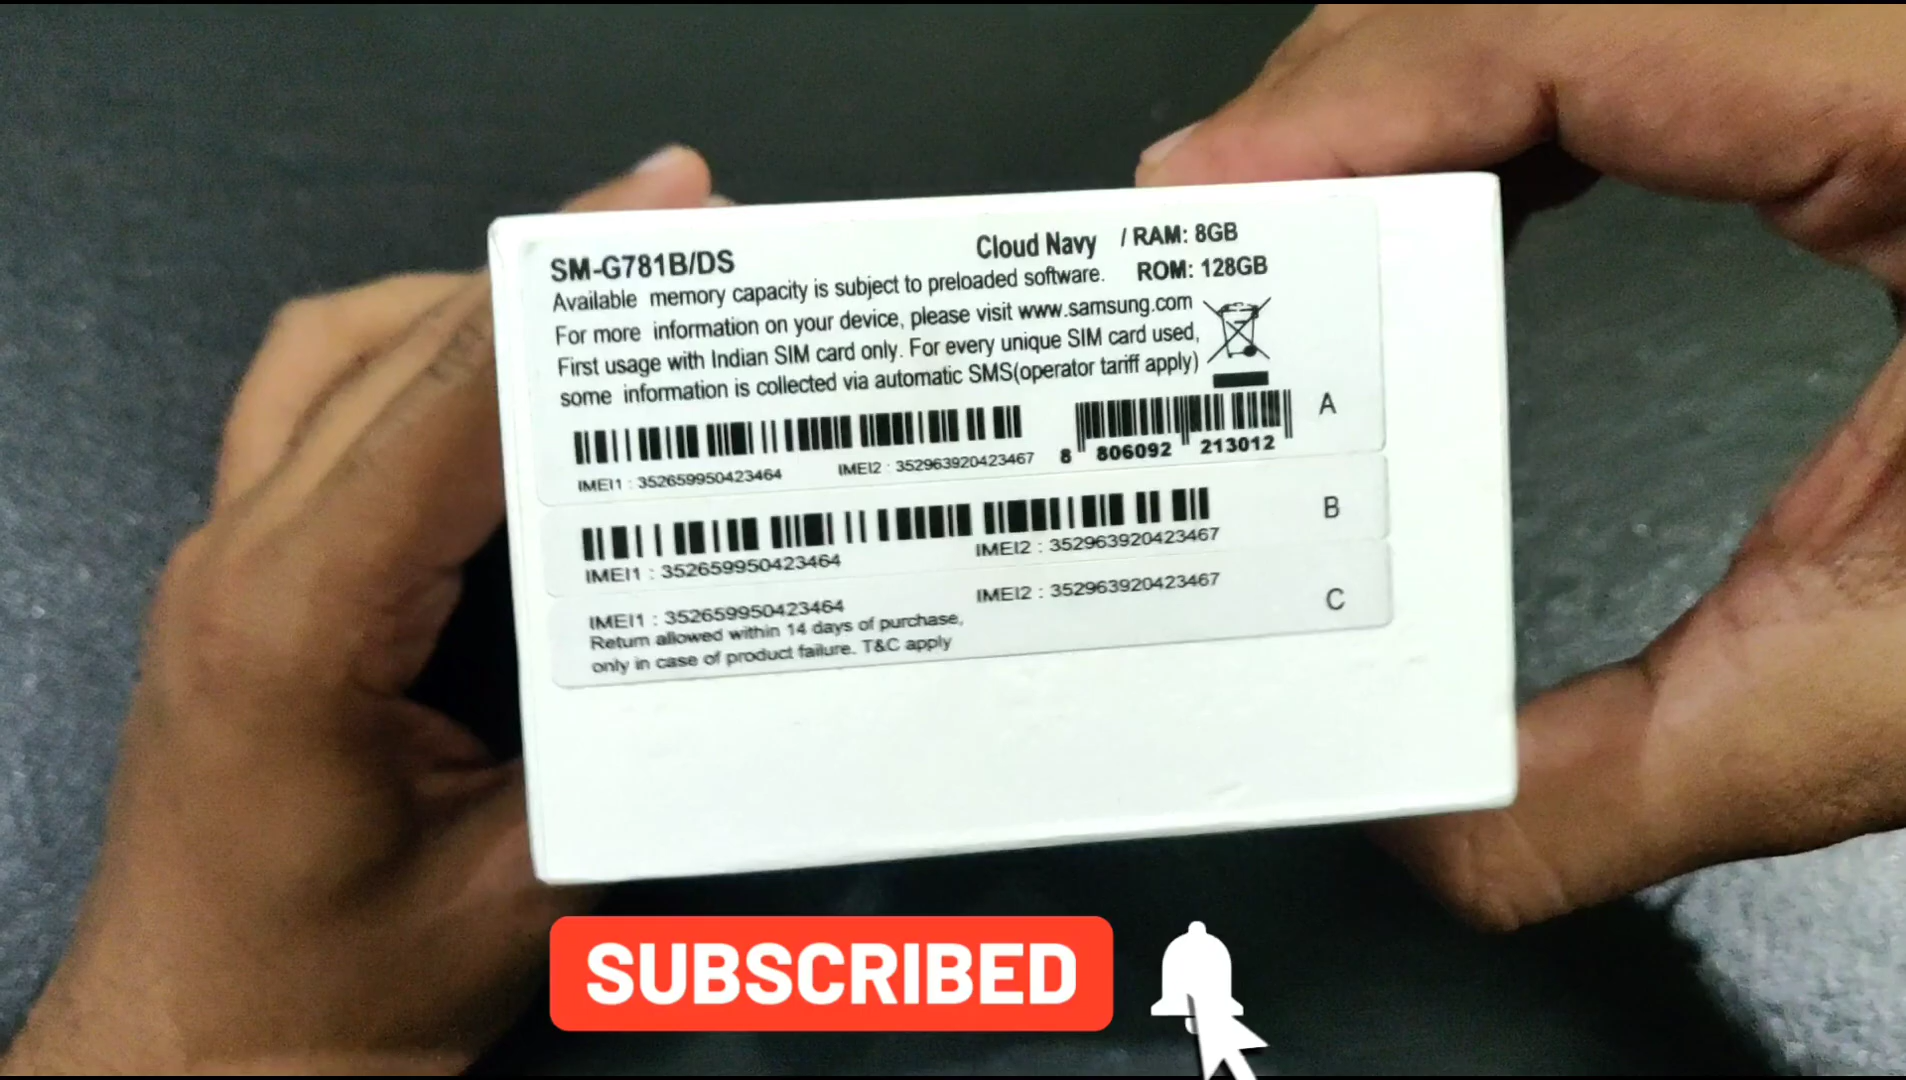 SM-G781B/DS
Cloud Navy / RAM: 8GB
ROM: 128GB
Available memory capacity is subject to preloaded software.
For more information on your device, please visit www.samsung.com
First usage with Indian SIM card only. For every unique SIM card used,
some information is collected via automatic SMS(operator tariff apply)
IMEI1 : 352659950423464 IMEI2 : 352963920423467
8 806092 213012
A
IMEI1 : 352659950423464 IMEI2 : 352963920423467
B
IMEI1 : 352659950423464 IMEI2 : 352963920423467
C
Return allowed within 14 days of purchase,
only in case of product failure. T&C apply
SUBSCRIBED